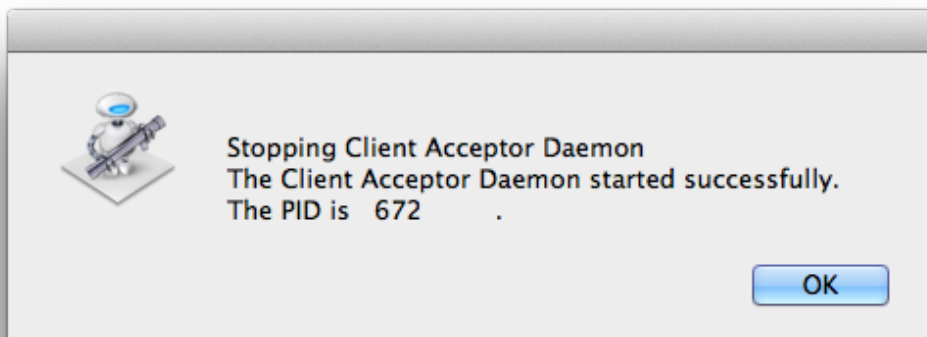 Stopping Client Acceptor Daemon
The Client Acceptor Daemon started successfully.
The PID is   672        .
OK